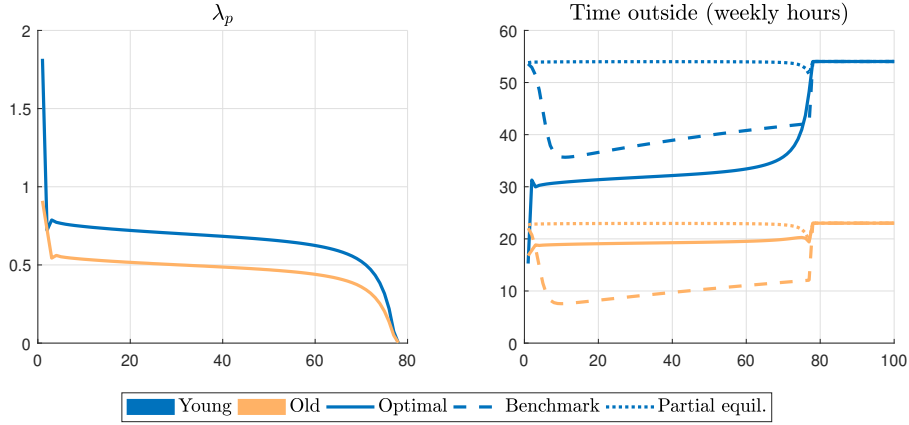 λp
2
1.5
1
0.5
0
0 20 40 60 80
Time outside (weekly hours)
60
50
40
30
20
10
0
0 20 40 60 80 100
Young Old Optimal Benchmark Partial equil.